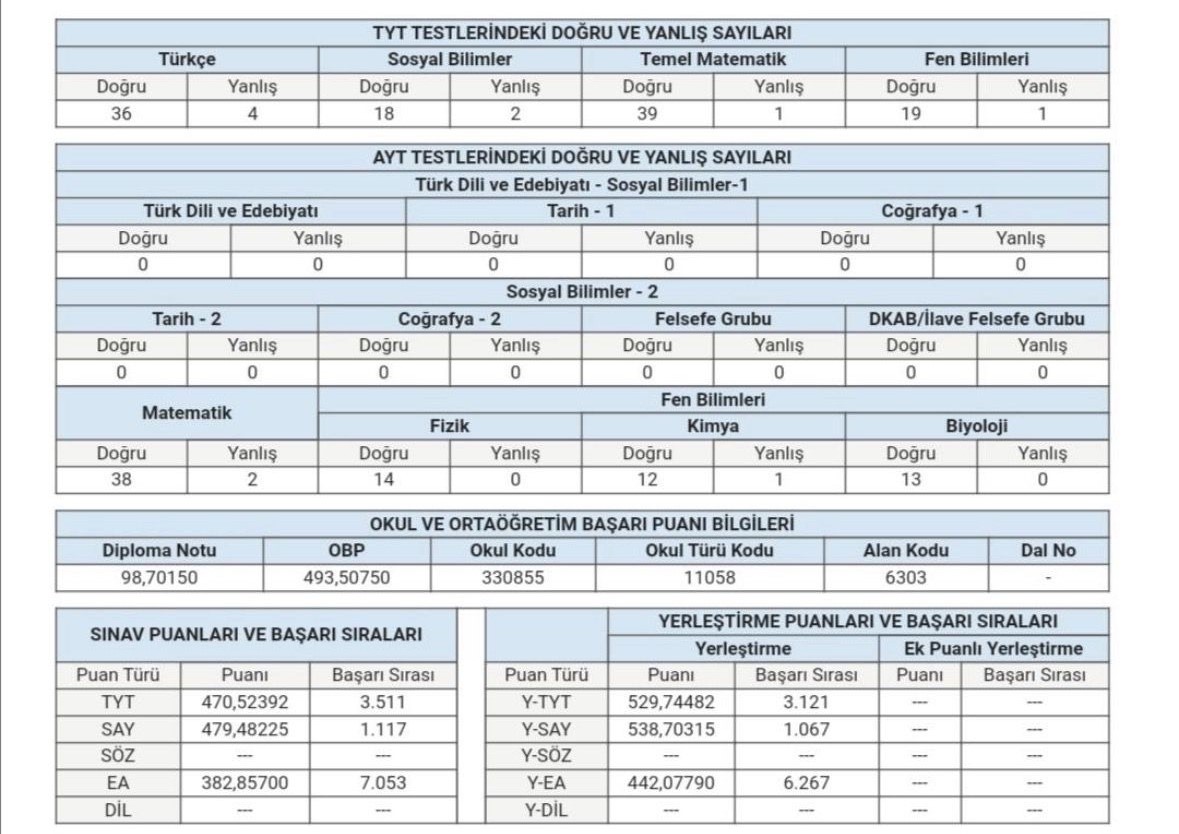 TYT TESTLERİNDEKİ DOĞRU VE YANLIŞ SAYILARI
Türkçe Sosyal Bilimler Temel Matematik Fen Bilimleri
Doğru Yanlış Doğru Yanlış Doğru Yanlış Doğru Yanlış
36 4 18 2 39 1 19 1
AYT TESTLERİNDEKİ DOĞRU VE YANLIŞ SAYILARI
Türk Dili ve Edebiyatı - Sosyal Bilimler-1
Türk Dili ve Edebiyatı Tarih - 1 Coğrafya - 1
Doğru Yanlış Doğru Yanlış Doğru Yanlış
0 0 0 0 0 0
Sosyal Bilimler - 2
Tarih - 2 Coğrafya - 2 Felsefe Grubu DKAB/İlave Felsefe Grubu
Doğru Yanlış Doğru Yanlış Doğru Yanlış Doğru Yanlış
0 0 0 0 0 0 0 0
Matematik Fen Bilimleri
Fizik Kimya Biyoloji
Doğru Yanlış Doğru Yanlış Doğru Yanlış Doğru Yanlış
38 2 14 0 12 1 13 0
OKUL VE ORTAÖĞRETİM BAŞARI PUANI BİLGİLERİ
Diploma Notu OBP Okul Kodu Okul Türü Kodu Alan Kodu Dal No
98,70150 493,50750 330855 11058 6303 -
SINAV PUANLARI VE BAŞARI SIRALARI
Puan Türü Puanı Başarı Sırası
TYT 470,52392 3.511
SAY 479,48225 1.117
SÖZ --- ---
EA 382,85700 7.053
DİL --- ---
YERLEŞTİRME PUANLARI VE BAŞARI SIRALARI
Yerleştirme Ek Puanlı Yerleştirme
Puan Türü Puanı Başarı Sırası Puanı Başarı Sırası
Y-TYT 529,74482 3.121 --- ---
Y-SAY 538,70315 1.067 --- ---
Y-SÖZ --- --- --- ---
Y-EA 442,07790 6.267 --- ---
Y-DİL --- --- --- ---